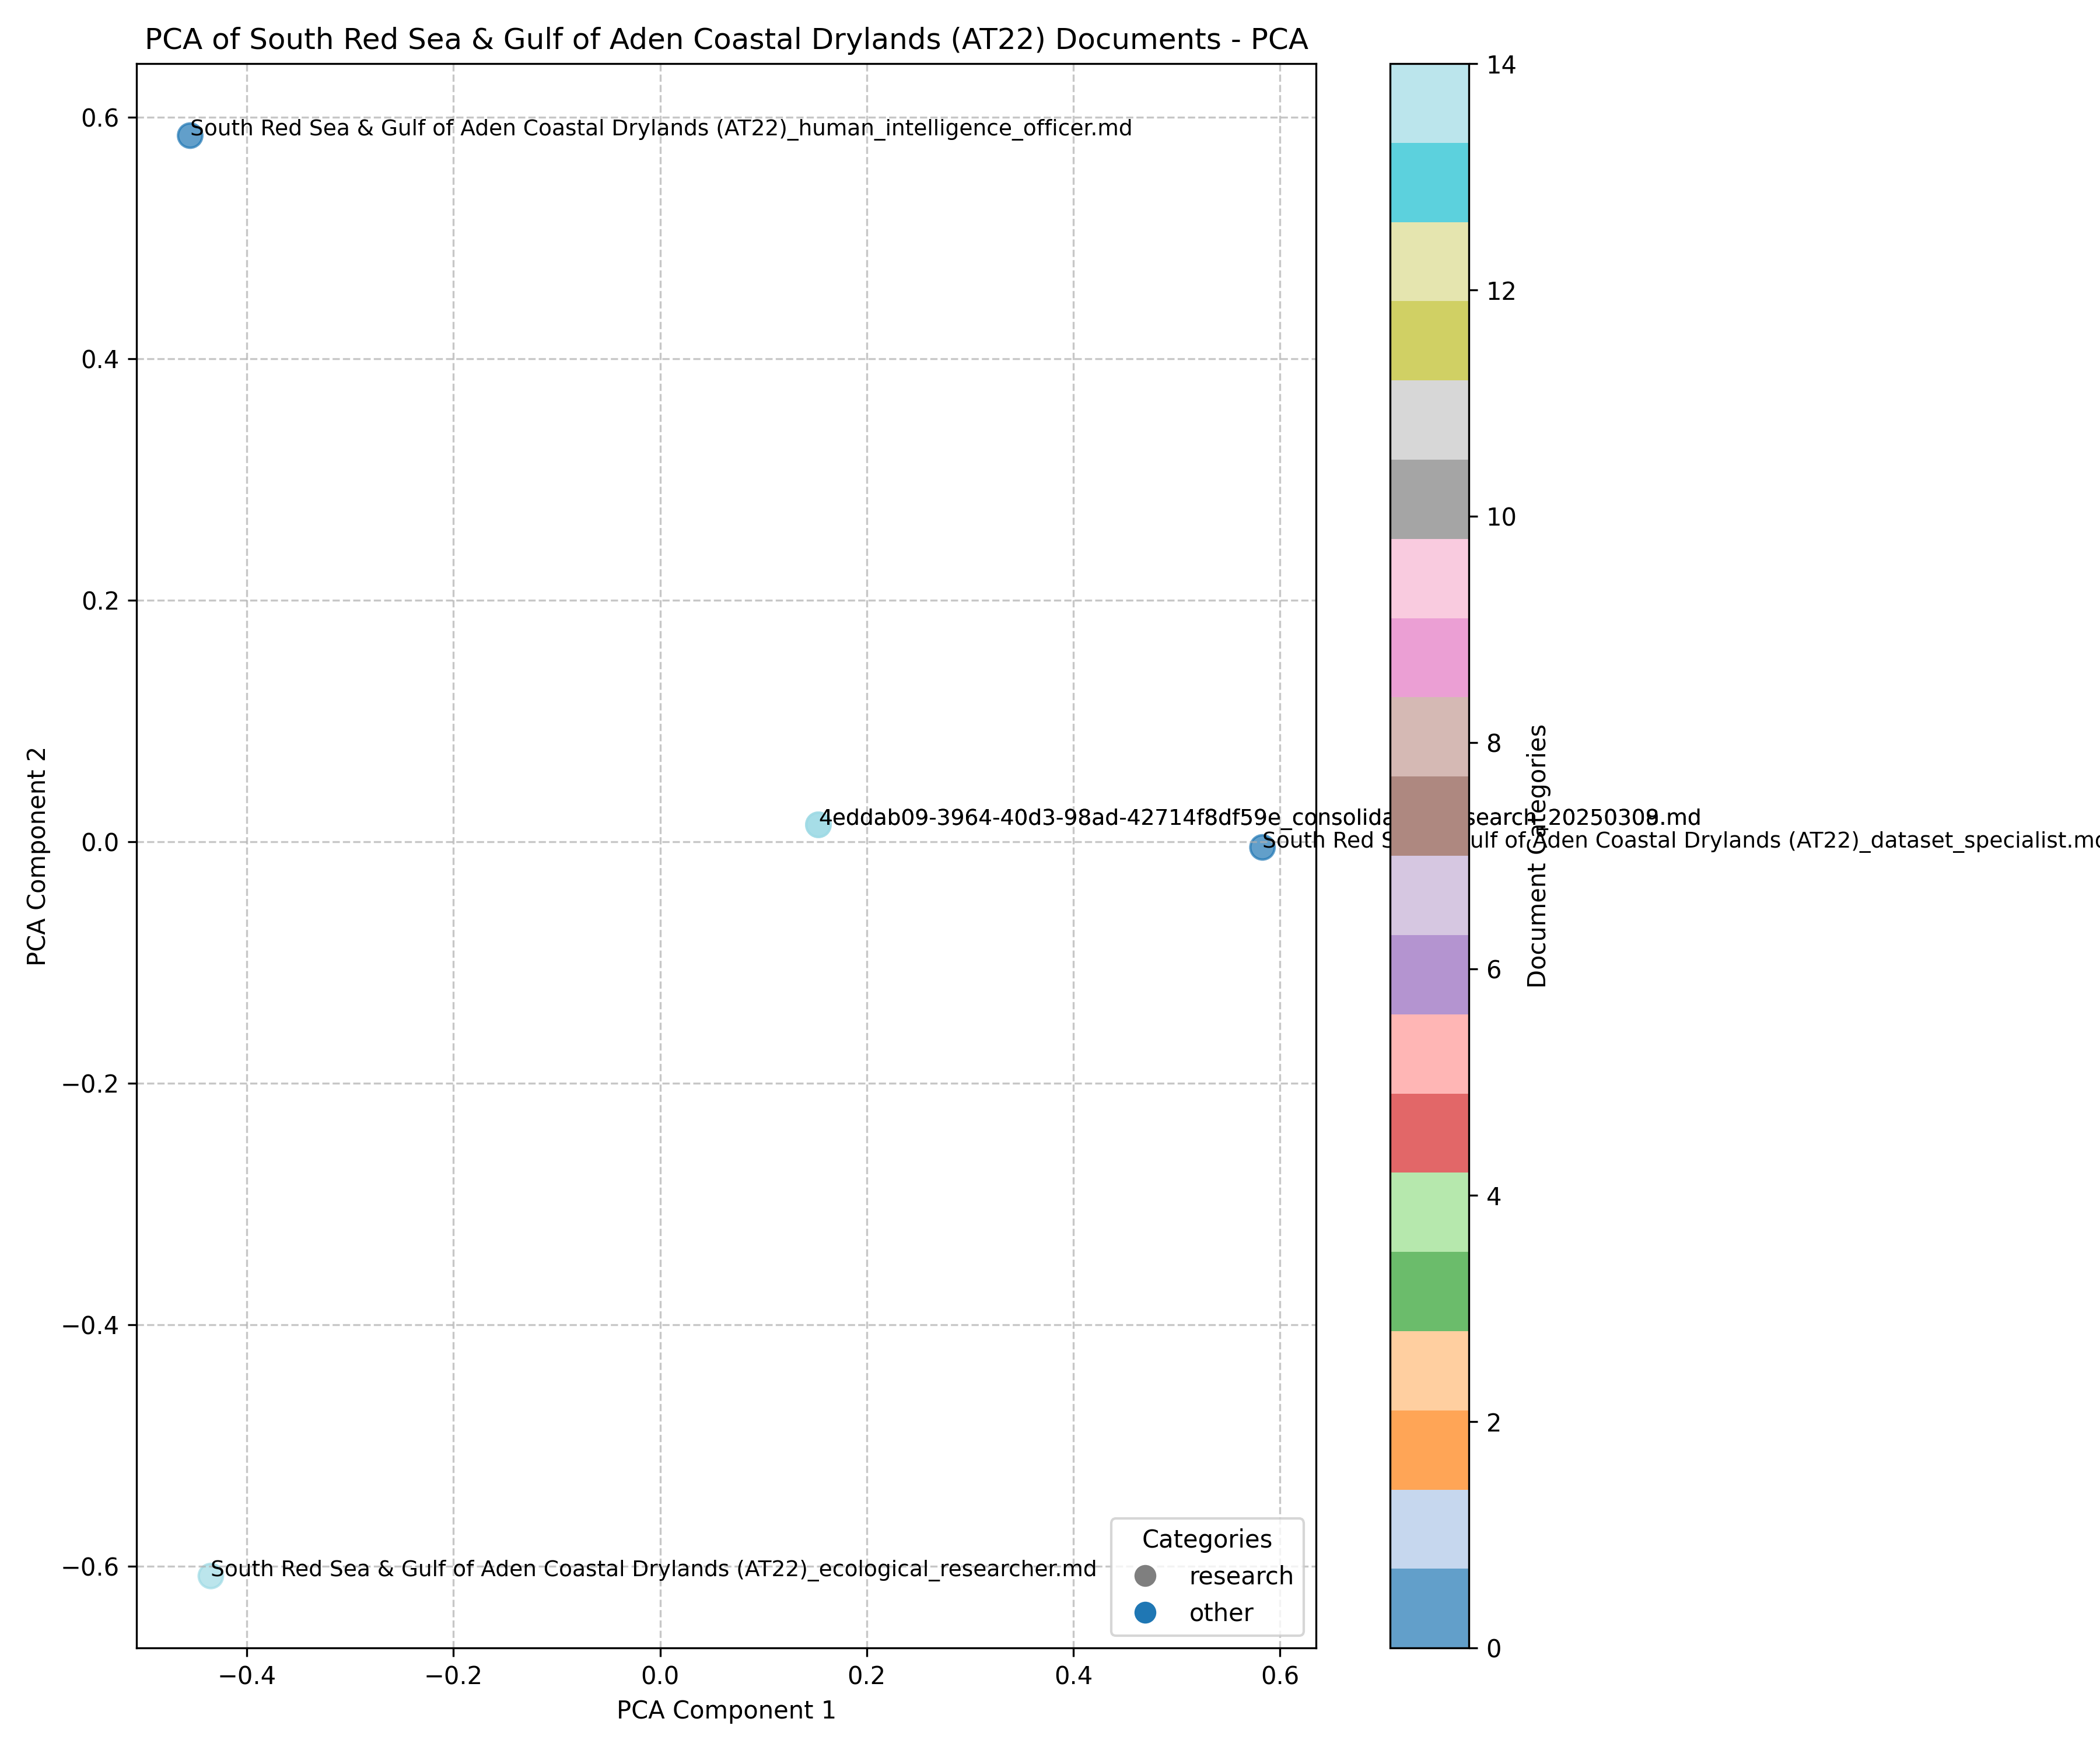 PCA of South Red Sea & Gulf of Aden Coastal Drylands (AT22) Documents - PCA
14
0.6
South Red Sea & Gulf of Aden Coastal Drylands (AT22)_human_intelligence_officer.md
12
0.4
10
0.2
8
4eddab09-3964-40d3-98ad-42714f8df59e_consolida
0.0
South Red S
ulf of Aden Coastal Drylands (AT22)_dataset_specialist.md
Document Categories
PCA Component 2
6
−0.2
4
−0.4
2
−0.6
South Red Sea & Gulf of Aden Coastal Drylands (AT22)_ecological_researcher.md
Categories
research
other
0
−0.4
−0.2
0.0
0.2
0.4
0.6
PCA Component 1